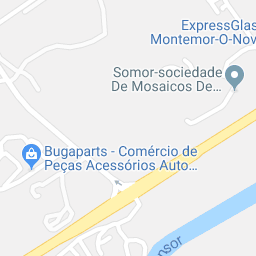 ExpressGlas
Montemor-O-Nov
Somor-sociedade
De Mosaicos De...
Bugaparts - Comércio de
Peças Acessórios Auto...
nsor